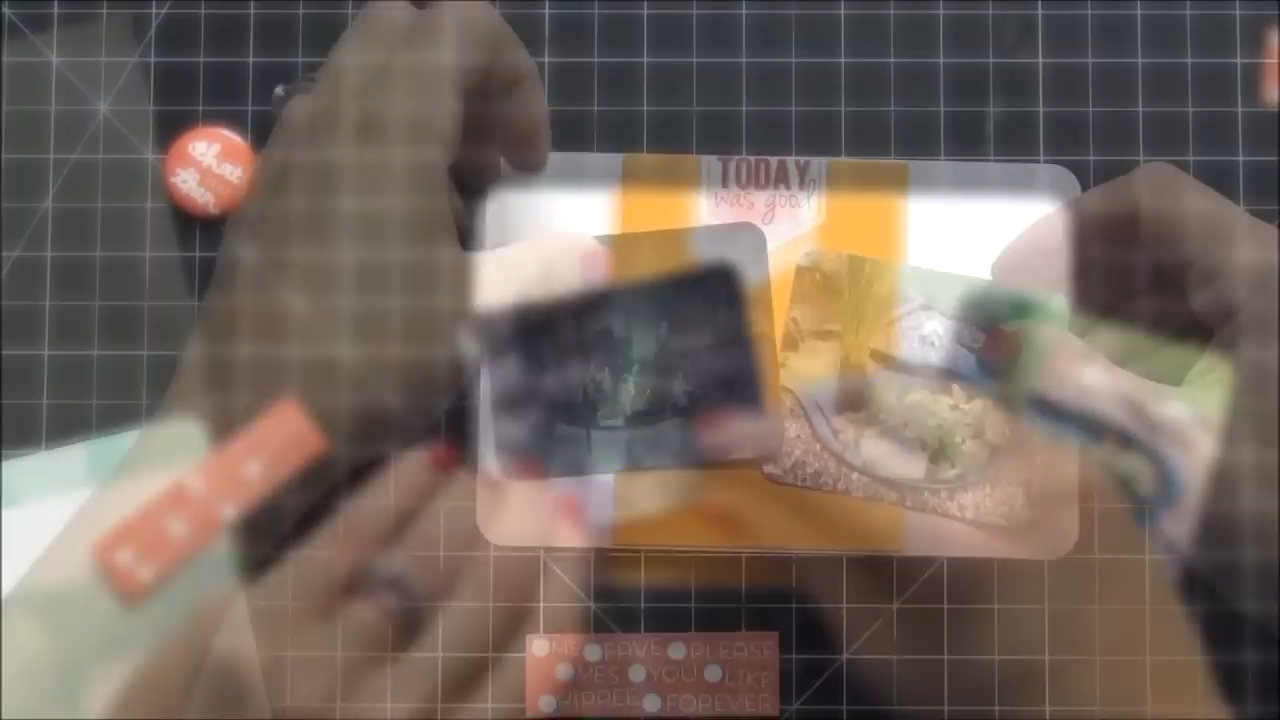 TODAY
was good
ME FAVE PLEASE
YES YOU LIKE
YIPPEE FOREVER